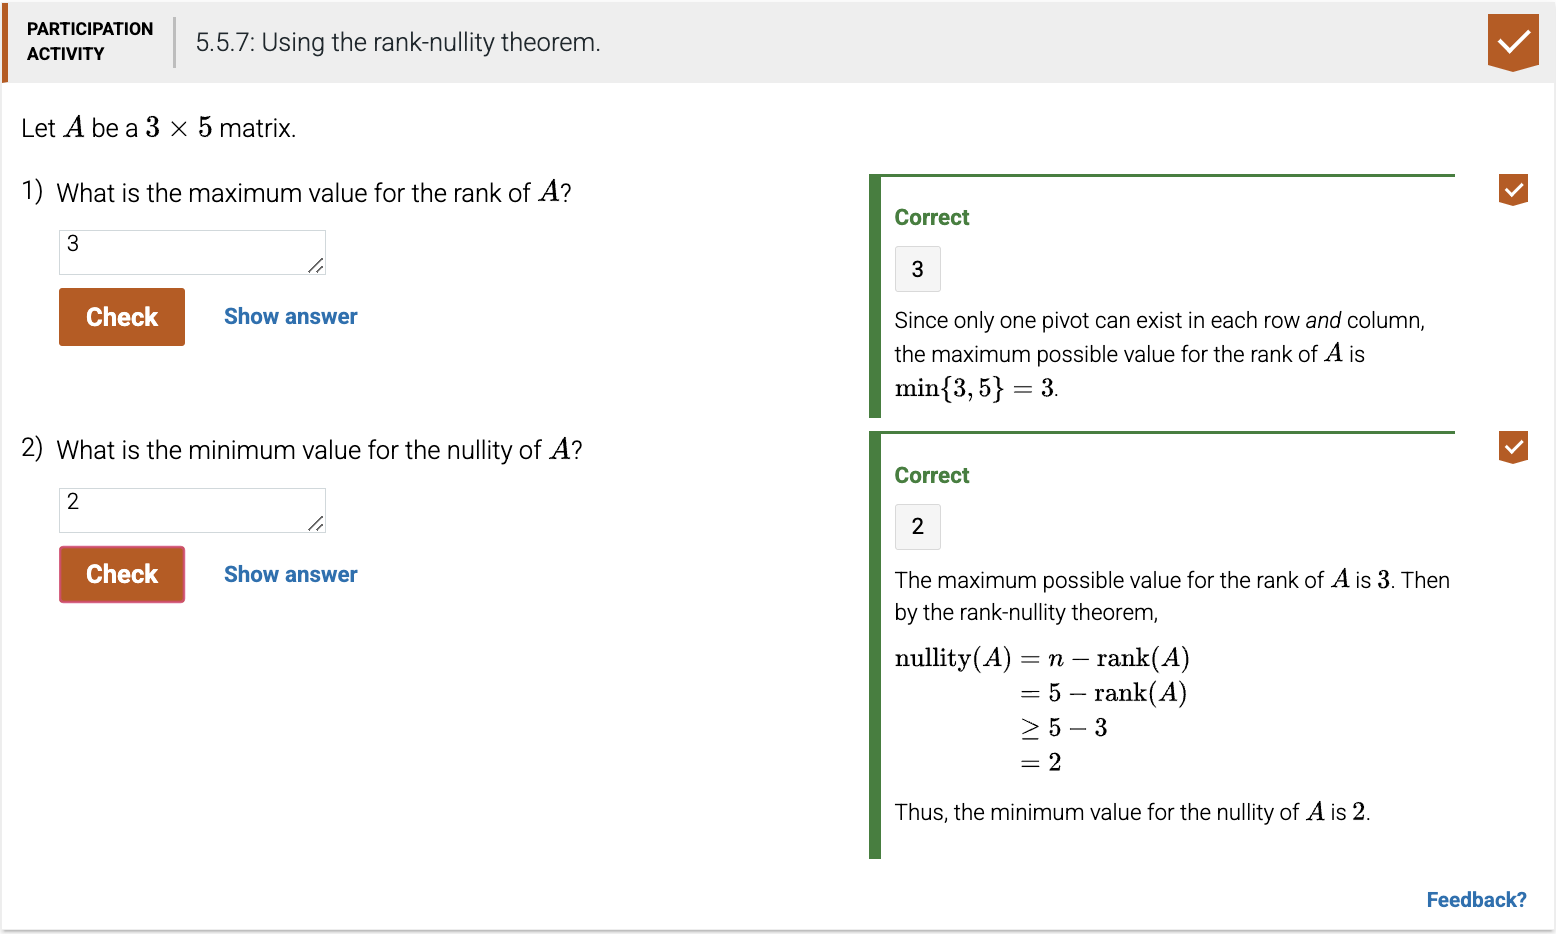 PARTICIPATION
ACTIVITY
5.5.7: Using the rank-nullity theorem.
Let A be a 3 × 5 matrix.
1) What is the maximum value for the rank of A?
3
Check
Show answer
Correct
3
Since only one pivot can exist in each row and column,
the maximum possible value for the rank of A is
min{3, 5} = 3.
2) What is the minimum value for the nullity of A?
2
Check
Show answer
Correct
2
The maximum possible value for the rank of A is 3. Then
by the rank-nullity theorem,
nullity(A) = n − rank(A)
= 5 − rank(A)
≥ 5 − 3
= 2
Thus, the minimum value for the nullity of A is 2.
Feedback?